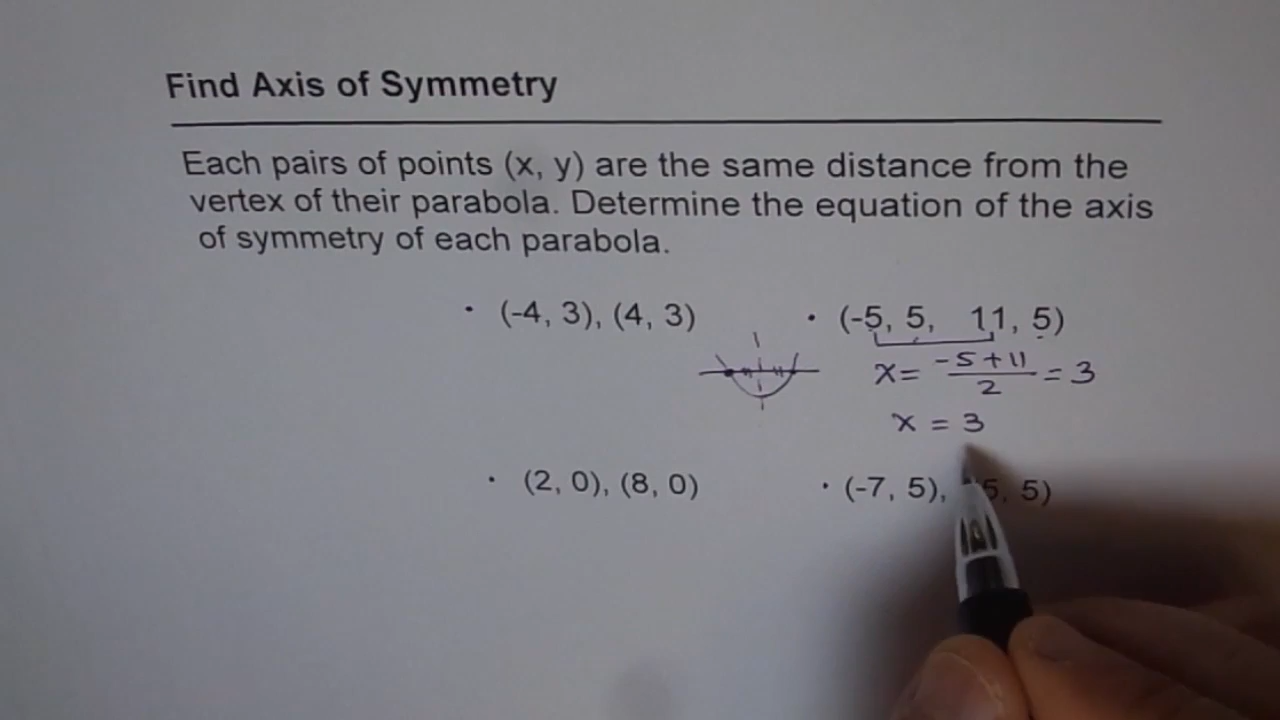 Find Axis of Symmetry
Each pairs of points (x, y) are the same distance from the
vertex of their parabola. Determine the equation of the axis
of symmetry of each parabola.
· (-4, 3), (4, 3)
· (-5, 5, 11, 5)
x = -5 + 11 / 2 = 3
x = 3
· (2, 0), (8, 0)
· (-7, 5), 5, 5)